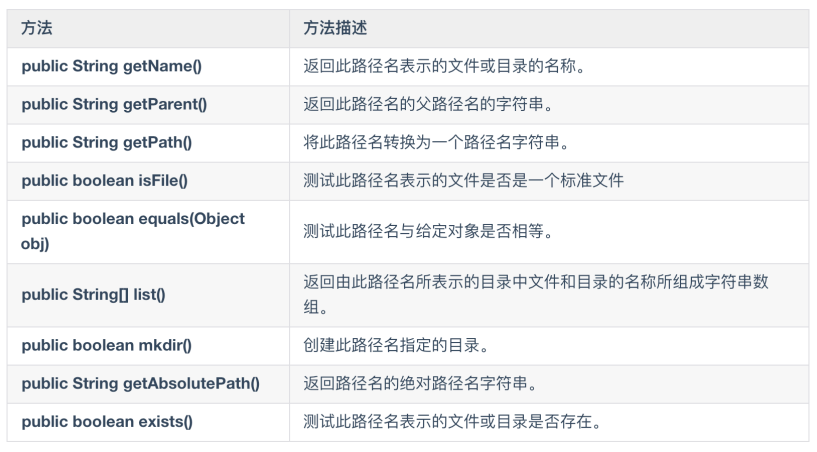 方法
方法描述
public String getName()
返回此路径名表示的文件或目录的名称。
public String getParent()
返回此路径名的父路径名的字符串。
public String getPath()
将此路径名转换为一个路径名字符串。
public boolean isFile()
测试此路径名表示的文件是否是一个标准文件
public boolean equals(Object
obj)
测试此路径名与给定对象是否相等。
public String[] list()
返回由此路径名所表示的目录中文件和目录的名称所组成字符串数
组。
public boolean mkdir()
创建此路径名指定的目录。
public String getAbsolutePath()
返回路径名的绝对路径名字符串。
public boolean exists()
测试此路径名表示的文件或目录是否存在。